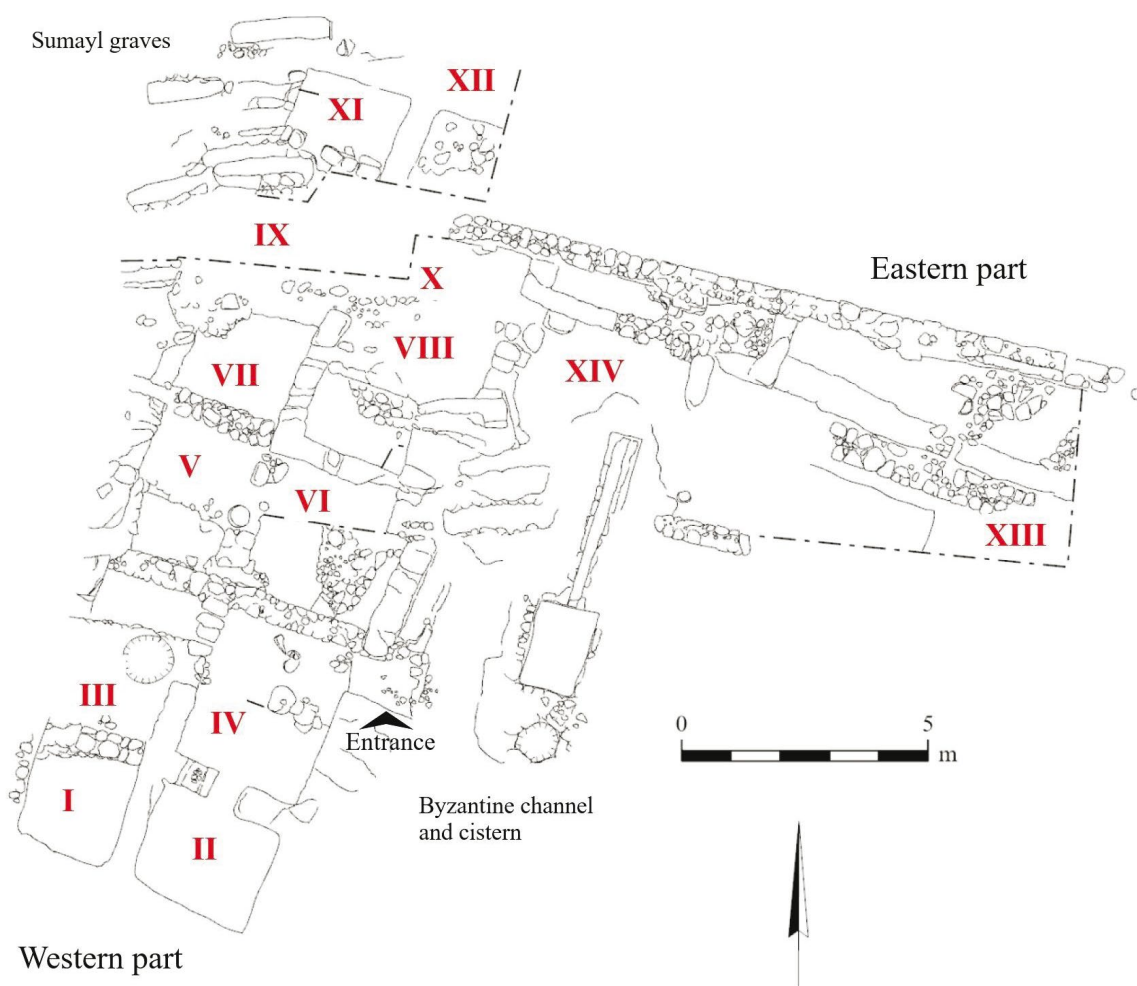 Sumayl graves
XII
XI
IX
X
Eastern part
VIII
VII
XIV
V
VI
XIII
III
IV
Entrance
0 5
m
I
Byzantine channel
and cistern
II
Western part